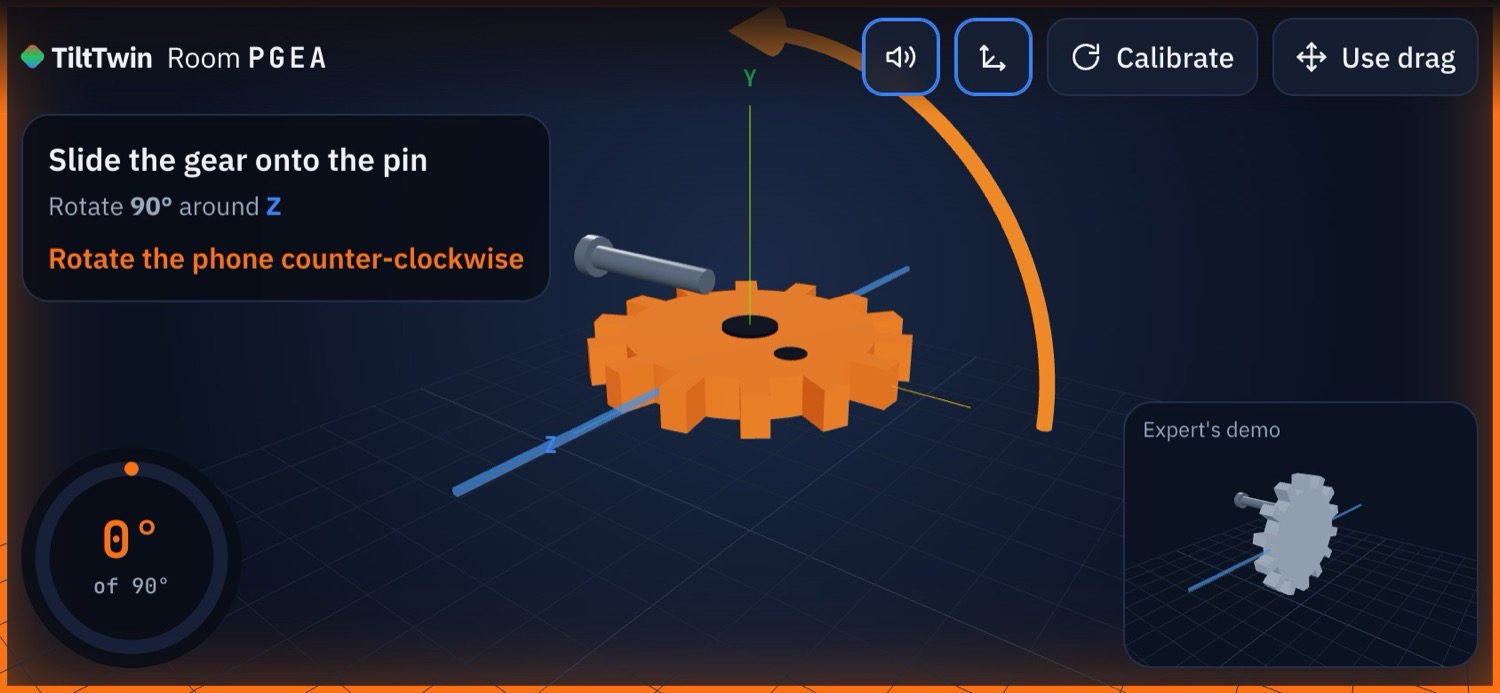 TiltTwin Room PGEA
Calibrate
Use drag
Y
Slide the gear onto the pin
Rotate 90° around Z
Rotate the phone counter-clockwise
Z
Expert's demo
0°
of 90°